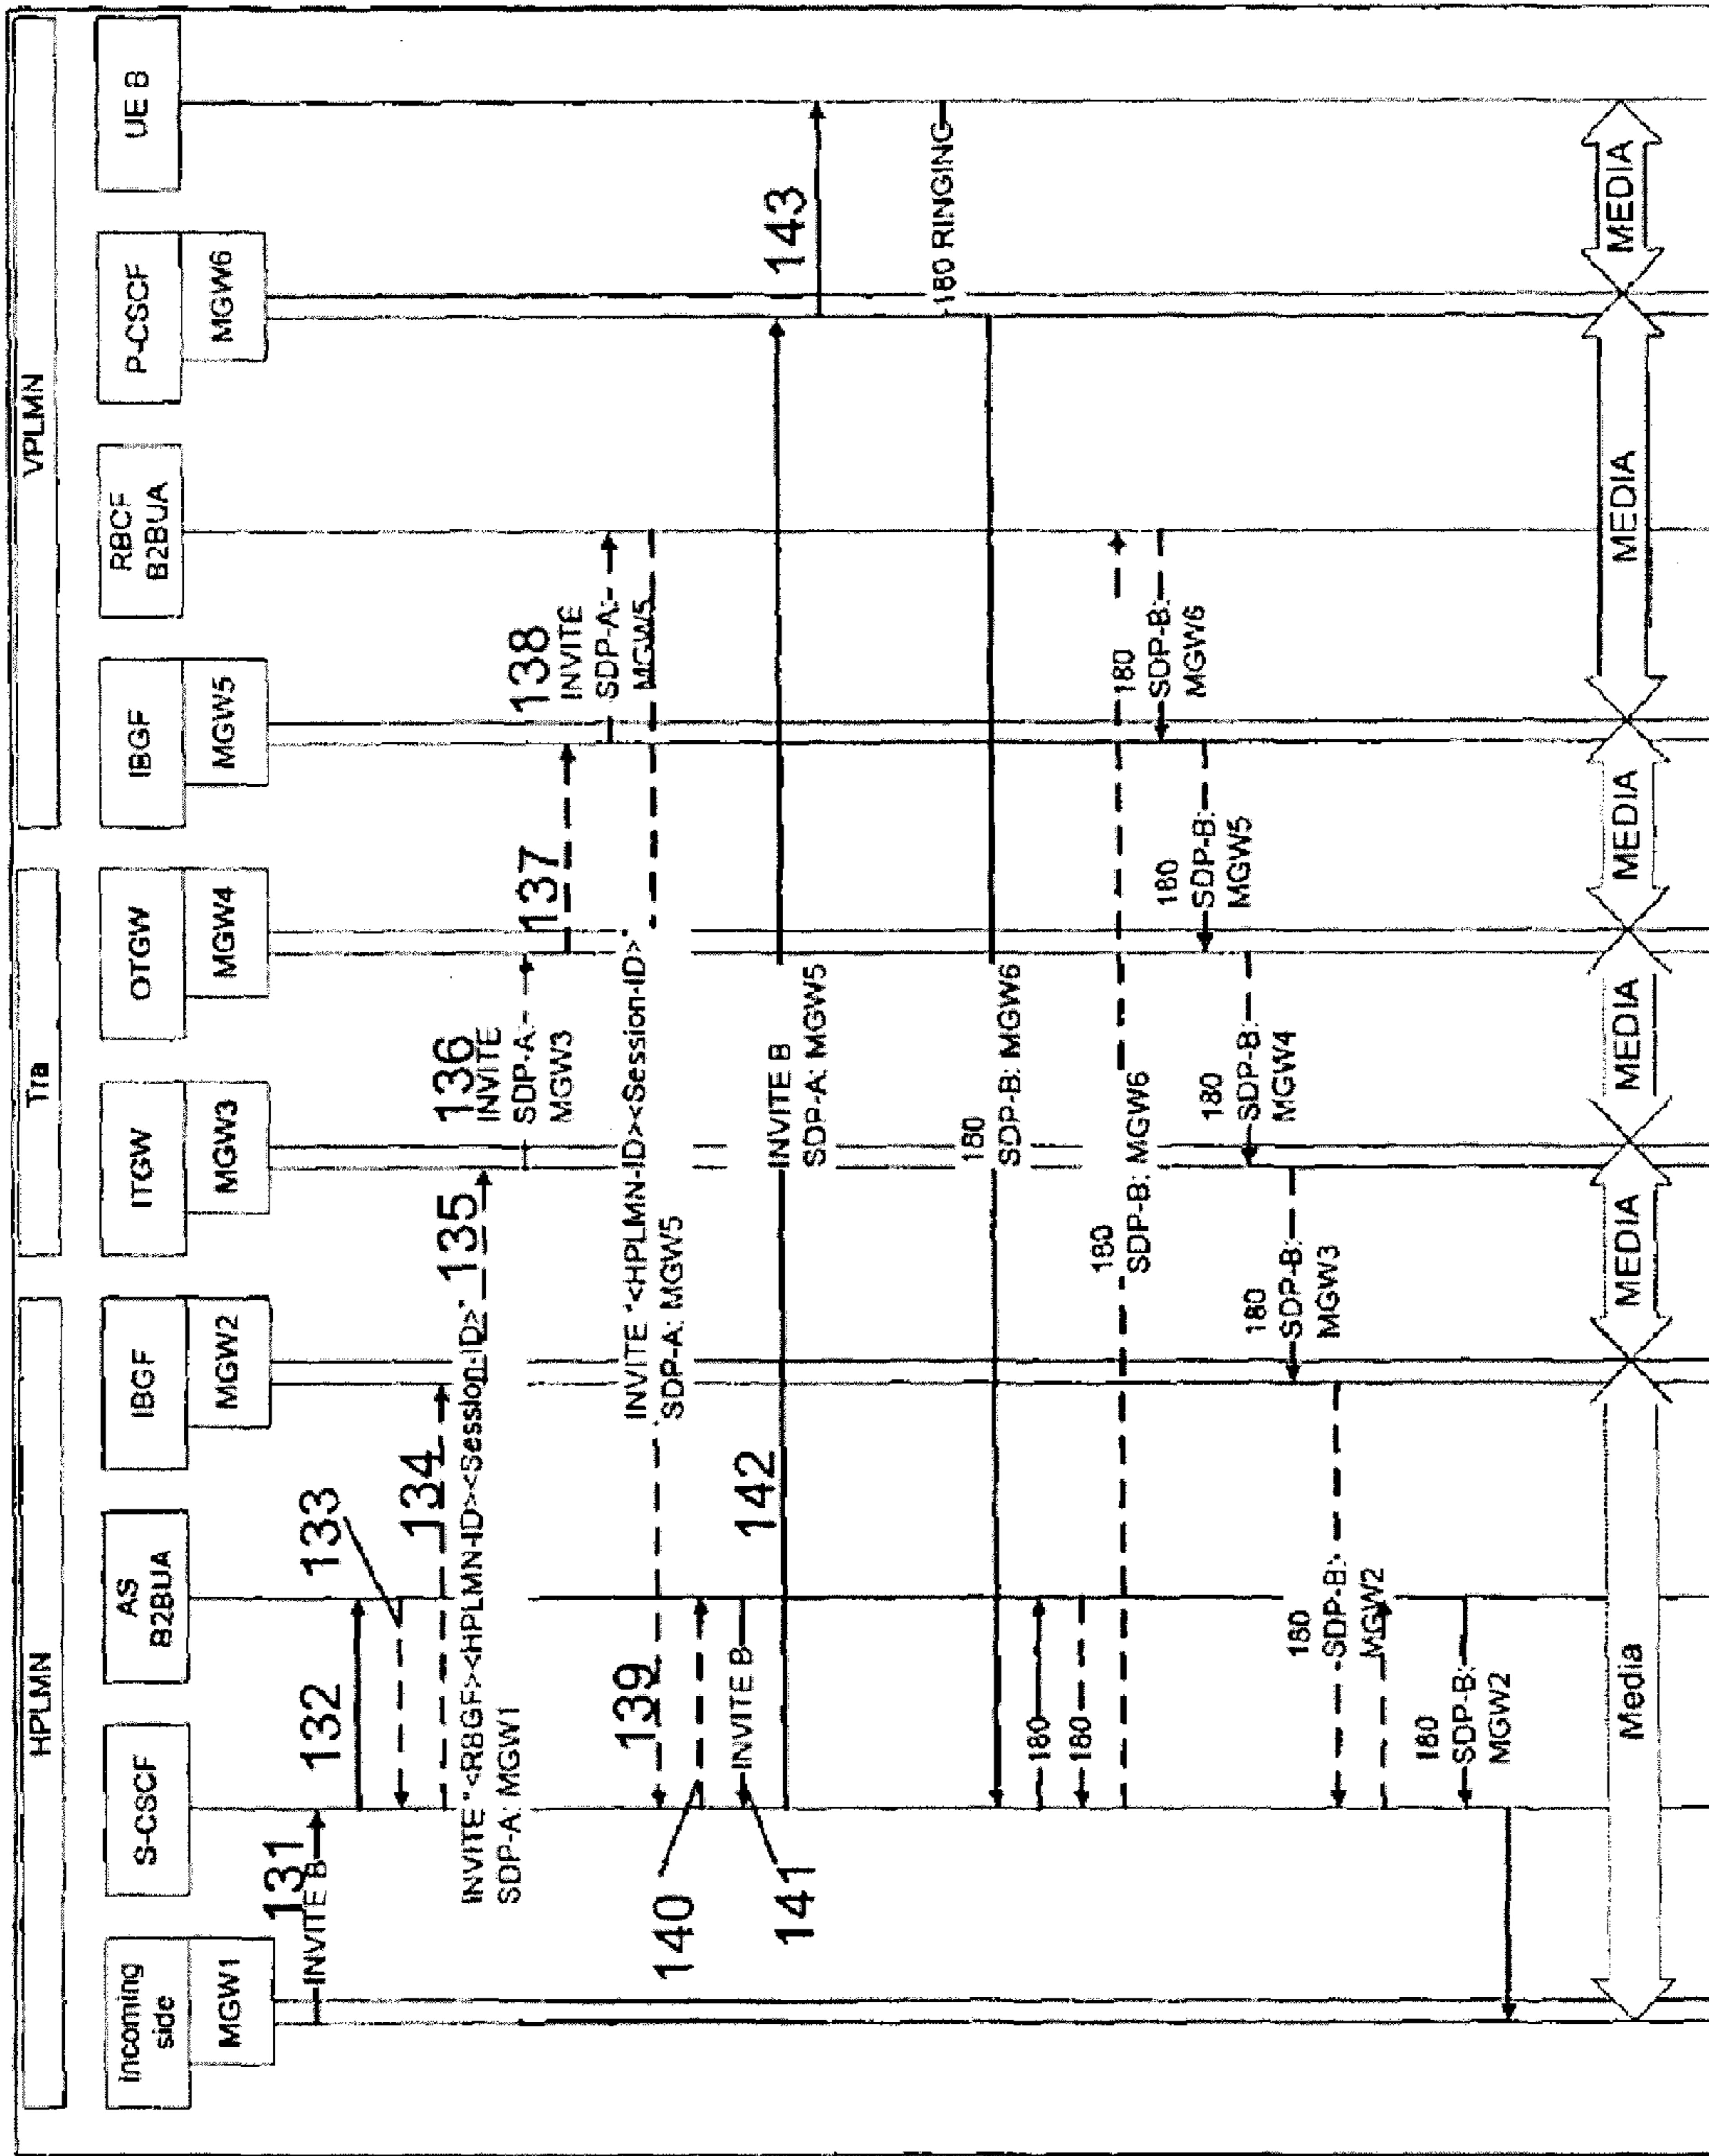 HPLMN
Tra
VPLMN
Incoming
side
MGW1
S-CSCF
AS
B2BUA
IBGF
MGW2
ITGW
MGW3
OTGW
MGW4
IBGF
MGW5
RBCF
B2BUA
P-CSCF
MGW6
UE B
131
INVITE B
132
133
134
INVITE "<RBGF><HPLMN-ID><Session-ID>"
SDP-A: MGW1
135
136
INVITE
SDP-A:
MGW3
137
138
INVITE
SDP-A:
MGW5
139
INVITE "<HPLMN-ID><Session-ID>"
SDP-A: MGW5
140
INVITE B
141
142
INVITE B
SDP-A: MGW5
143
180 RINGING
180
SDP-B: MGW6
180
180
180
SDP-B: MGW6
180
SDP-B:
MGW6
180
SDP-B:
MGW5
180
SDP-B:
MGW4
180
SDP-B:
MGW3
180
SDP-B:
MGW2
180
SDP-B:
MGW2
Media
MEDIA
MEDIA
MEDIA
MEDIA
MEDIA